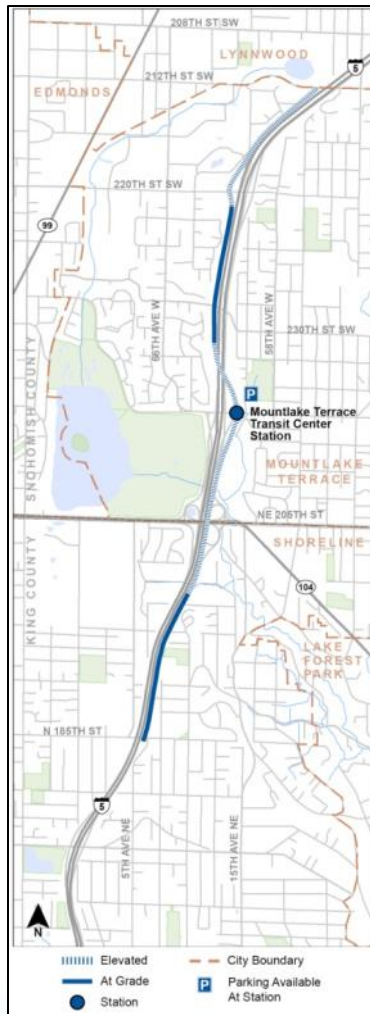 208TH ST SW
LYNNWOOD
5
212TH ST SW
EDMONDS
220TH ST SW
99
66TH AVE W
58TH AVE W
230TH ST SW
P
Mountlake Terrace
Transit Center
Station
SNOHOMISH COUNTY
MOUNTLAKE
TERRACE
NE 205TH ST
SHORELINE
KING COUNTY
104
LAKE
FOREST
PARK
N 185TH ST
5
5TH AVE NE
15TH AVE NE
N
Elevated
City Boundary
At Grade
P
Parking Available
At Station
Station